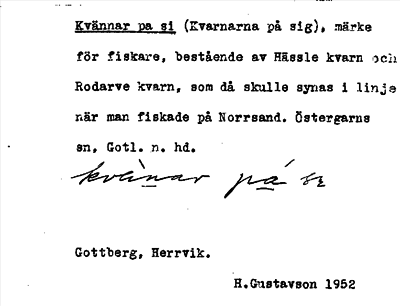 Kvännar pa si (Kvarnarna på sig), märke
för fiskare, bestående av Hässle kvarn och
Rodarve kvarn, som då skulle synas i linje
när man fiskade på Norrsand. Östergarns
sn, Gotl. n. hd.
kvänar på si
Gottberg, Herrvik.
H.Gustavson 1952